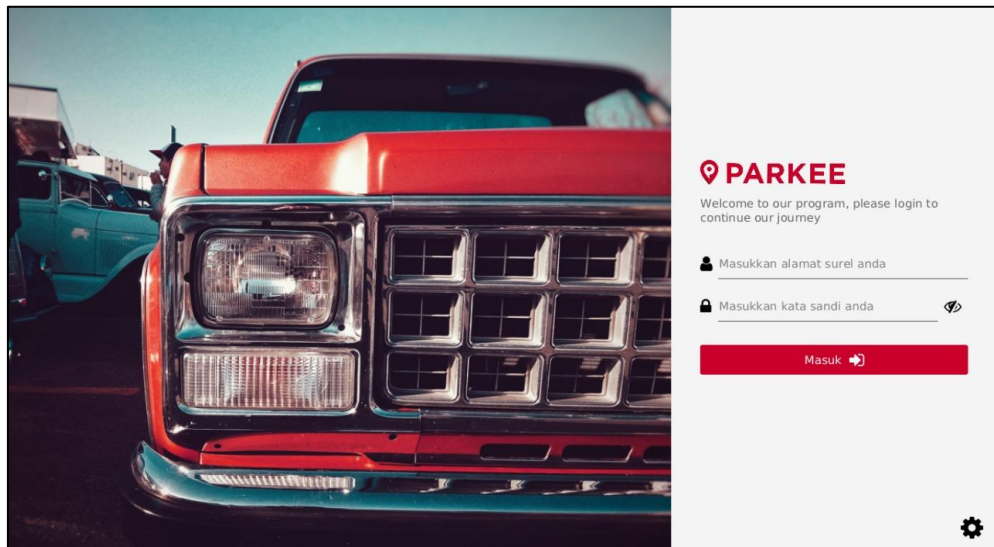 PARKEE
Welcome to our program, please login to
continue our journey
Masukkan alamat surel anda
Masukkan kata sandi anda
Masuk